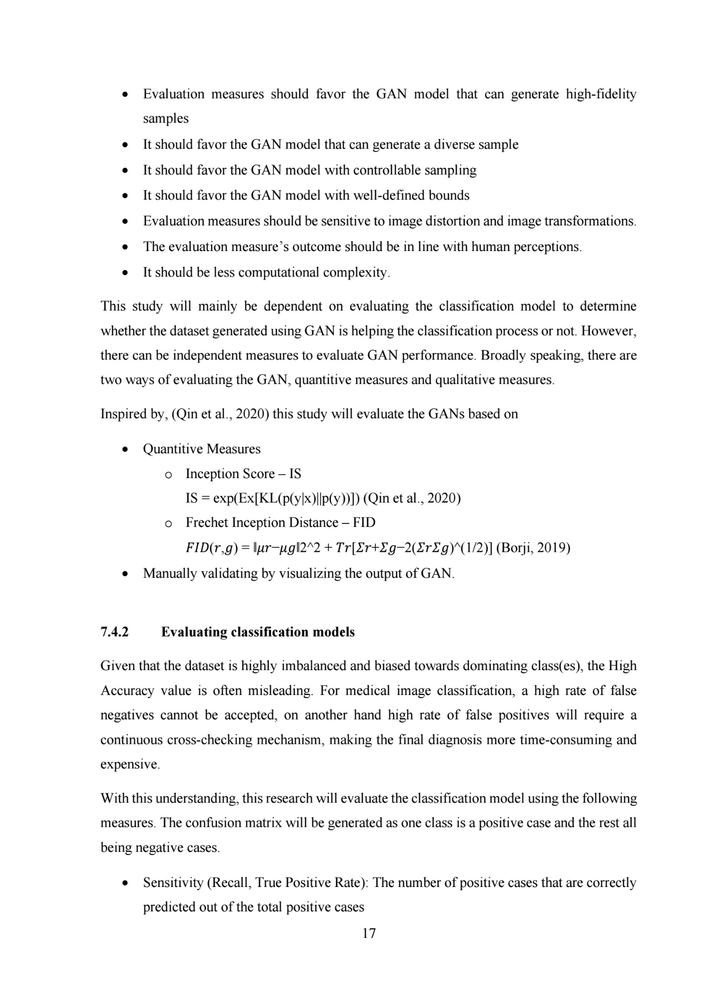 • Evaluation measures should favor the GAN model that can generate high-fidelity
samples
• It should favor the GAN model that can generate a diverse sample
• It should favor the GAN model with controllable sampling
• It should favor the GAN model with well-defined bounds
• Evaluation measures should be sensitive to image distortion and image transformations.
• The evaluation measure’s outcome should be in line with human perceptions.
• It should be less computational complexity.
This study will mainly be dependent on evaluating the classification model to determine
whether the dataset generated using GAN is helping the classification process or not. However,
there can be independent measures to evaluate GAN performance. Broadly speaking, there are
two ways of evaluating the GAN, quantitive measures and qualitative measures.
Inspired by, (Qin et al., 2020) this study will evaluate the GANs based on
• Quantitive Measures
o Inception Score – IS
IS = exp(Ex[KL(p(y|x)||p(y))]) (Qin et al., 2020)
o Frechet Inception Distance – FID
𝐹𝐼𝐷(𝑟,𝑔) = ‖𝜇𝑟−𝜇𝑔‖2^2 + 𝑇𝑟[𝛴𝑟+𝛴𝑔−2(𝛴𝑟𝛴𝑔)^(1/2)] (Borji, 2019)
• Manually validating by visualizing the output of GAN.
7.4.2 Evaluating classification models
Given that the dataset is highly imbalanced and biased towards dominating class(es), the High
Accuracy value is often misleading. For medical image classification, a high rate of false
negatives cannot be accepted, on another hand high rate of false positives will require a
continuous cross-checking mechanism, making the final diagnosis more time-consuming and
expensive.
With this understanding, this research will evaluate the classification model using the following
measures. The confusion matrix will be generated as one class is a positive case and the rest all
being negative cases.
• Sensitivity (Recall, True Positive Rate): The number of positive cases that are correctly
predicted out of the total positive cases
17